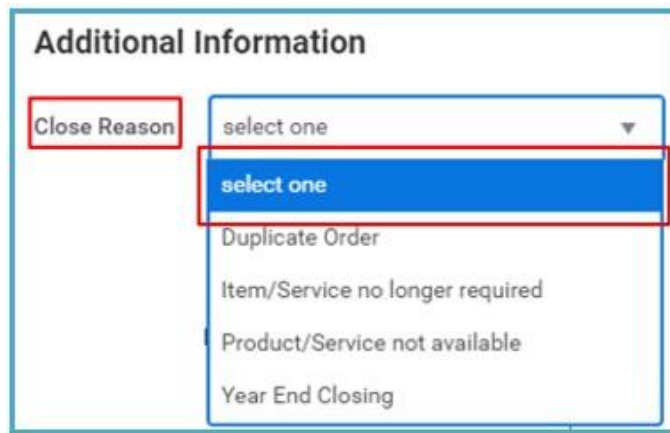 Additional Information
Close Reason
select one
select one
Duplicate Order
Item/Service no longer required
Product/Service not available
Year End Closing